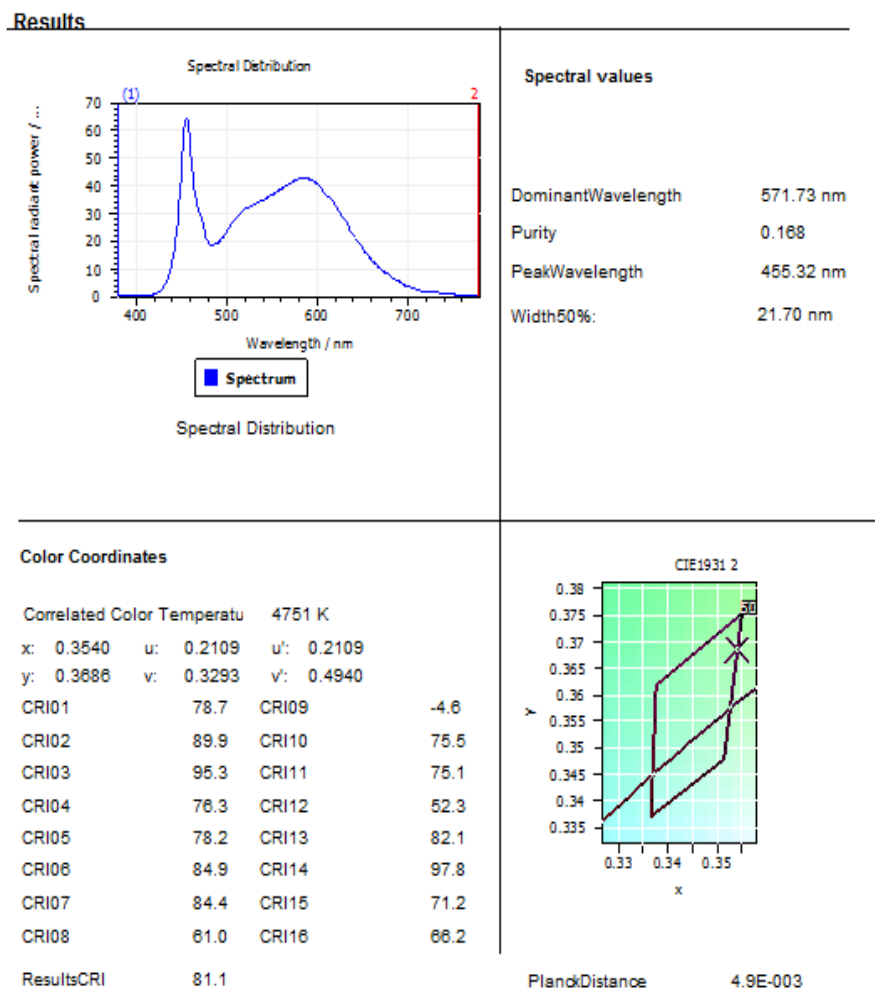 Results
Spectral Distribution
(1) 2
Spectral radiant power / ...
70
60
50
40
30
20
10
0
400 500 600 700
Wavelength / nm
Spectrum
Spectral Distribution
Spectral values
DominantWavelength 571.73 nm
Purity 0.168
PeakWavelength 455.32 nm
Width50%: 21.70 nm
Color Coordinates
Correlated Color Temperatu 4751 K
x: 0.3540 u: 0.2109 u': 0.2109
y: 0.3686 v: 0.3293 v': 0.4940
CRI01 78.7 CRI09 -4.6
CRI02 89.9 CRI10 75.5
CRI03 95.3 CRI11 75.1
CRI04 76.3 CRI12 52.3
CRI05 78.2 CRI13 82.1
CRI06 84.9 CRI14 97.8
CRI07 84.4 CRI15 71.2
CRI08 61.0 CRI16 66.2
ResultsCRI 81.1
CIE1931 2
0.38
0.375
0.37
0.365
0.36
0.355
0.35
0.345
0.34
0.335
Y
50
0.33 0.34 0.35
x
PlanckDistance 4.9E-003